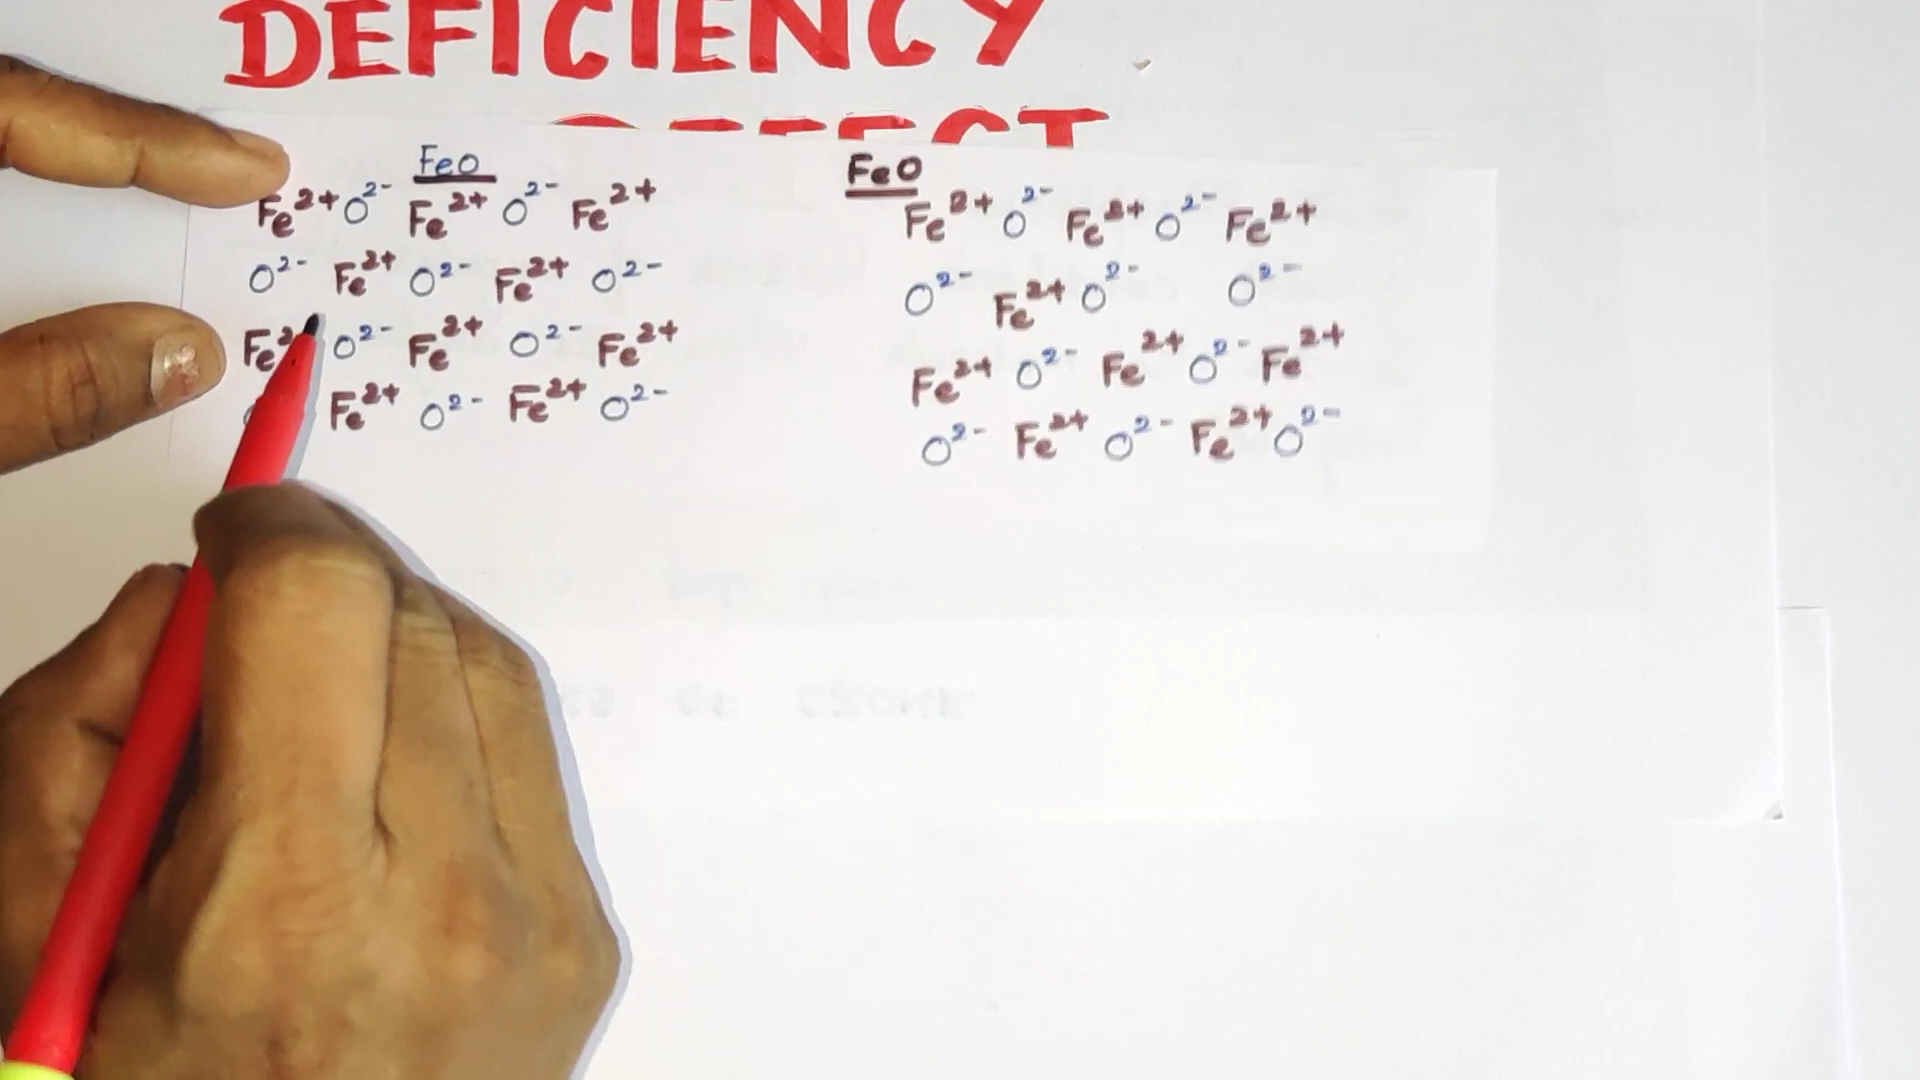 DEFICIENCY
DEFECT
FeO
Fe²⁺ O²⁻ Fe²⁺ O²⁻ Fe²⁺
O²⁻ Fe²⁺ O²⁻ Fe²⁺ O²⁻
Fe² O²⁻ Fe²⁺ O²⁻ Fe²⁺
Fe²⁺ O²⁻ Fe²⁺ O²⁻
FeO
Fe²⁺ O²⁻ Fe²⁺ O²⁻ Fe²⁺
O²⁻ Fe²⁺ O²⁻ O²⁻
Fe²⁺ O²⁻ Fe²⁺ O²⁻ Fe²⁺
O²⁻ Fe²⁺ O²⁻ Fe²⁺ O²⁻